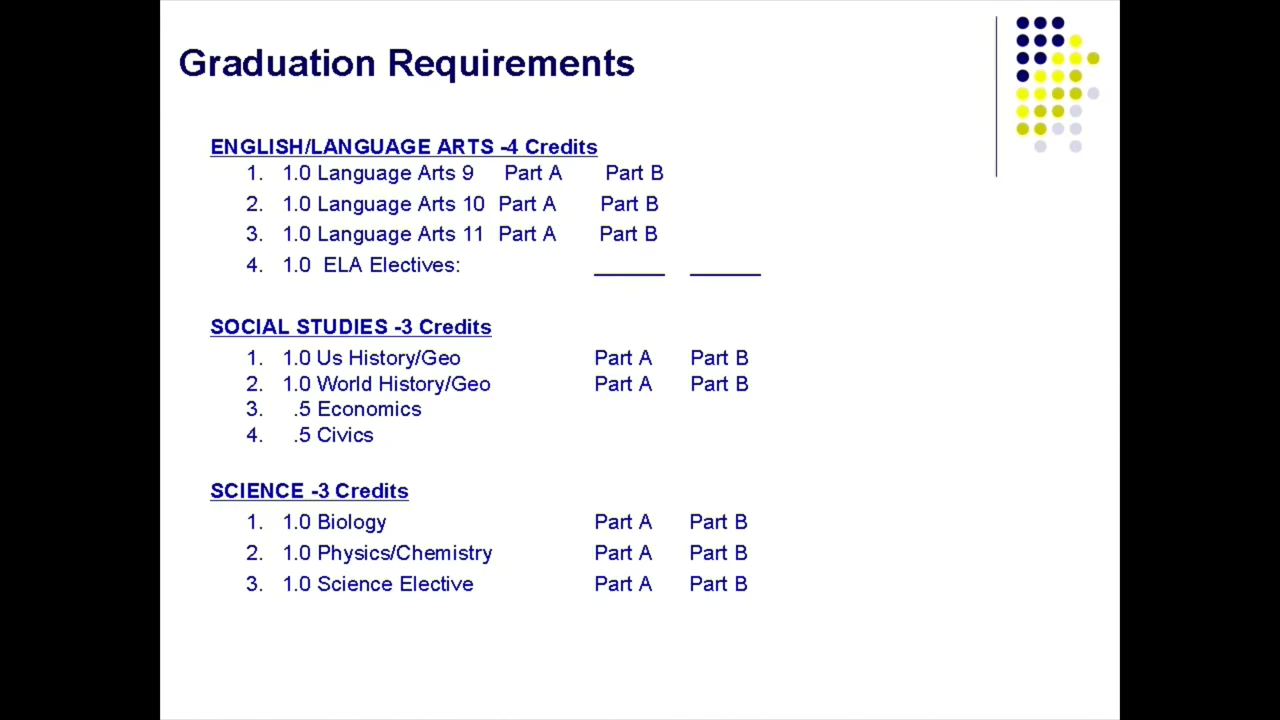 Graduation Requirements
ENGLISH/LANGUAGE ARTS -4 Credits
1. 1.0 Language Arts 9 Part A Part B
2. 1.0 Language Arts 10 Part A Part B
3. 1.0 Language Arts 11 Part A Part B
4. 1.0 ELA Electives: ______ ______
SOCIAL STUDIES -3 Credits
1. 1.0 Us History/Geo Part A Part B
2. 1.0 World History/Geo Part A Part B
3. .5 Economics
4. .5 Civics
SCIENCE -3 Credits
1. 1.0 Biology Part A Part B
2. 1.0 Physics/Chemistry Part A Part B
3. 1.0 Science Elective Part A Part B